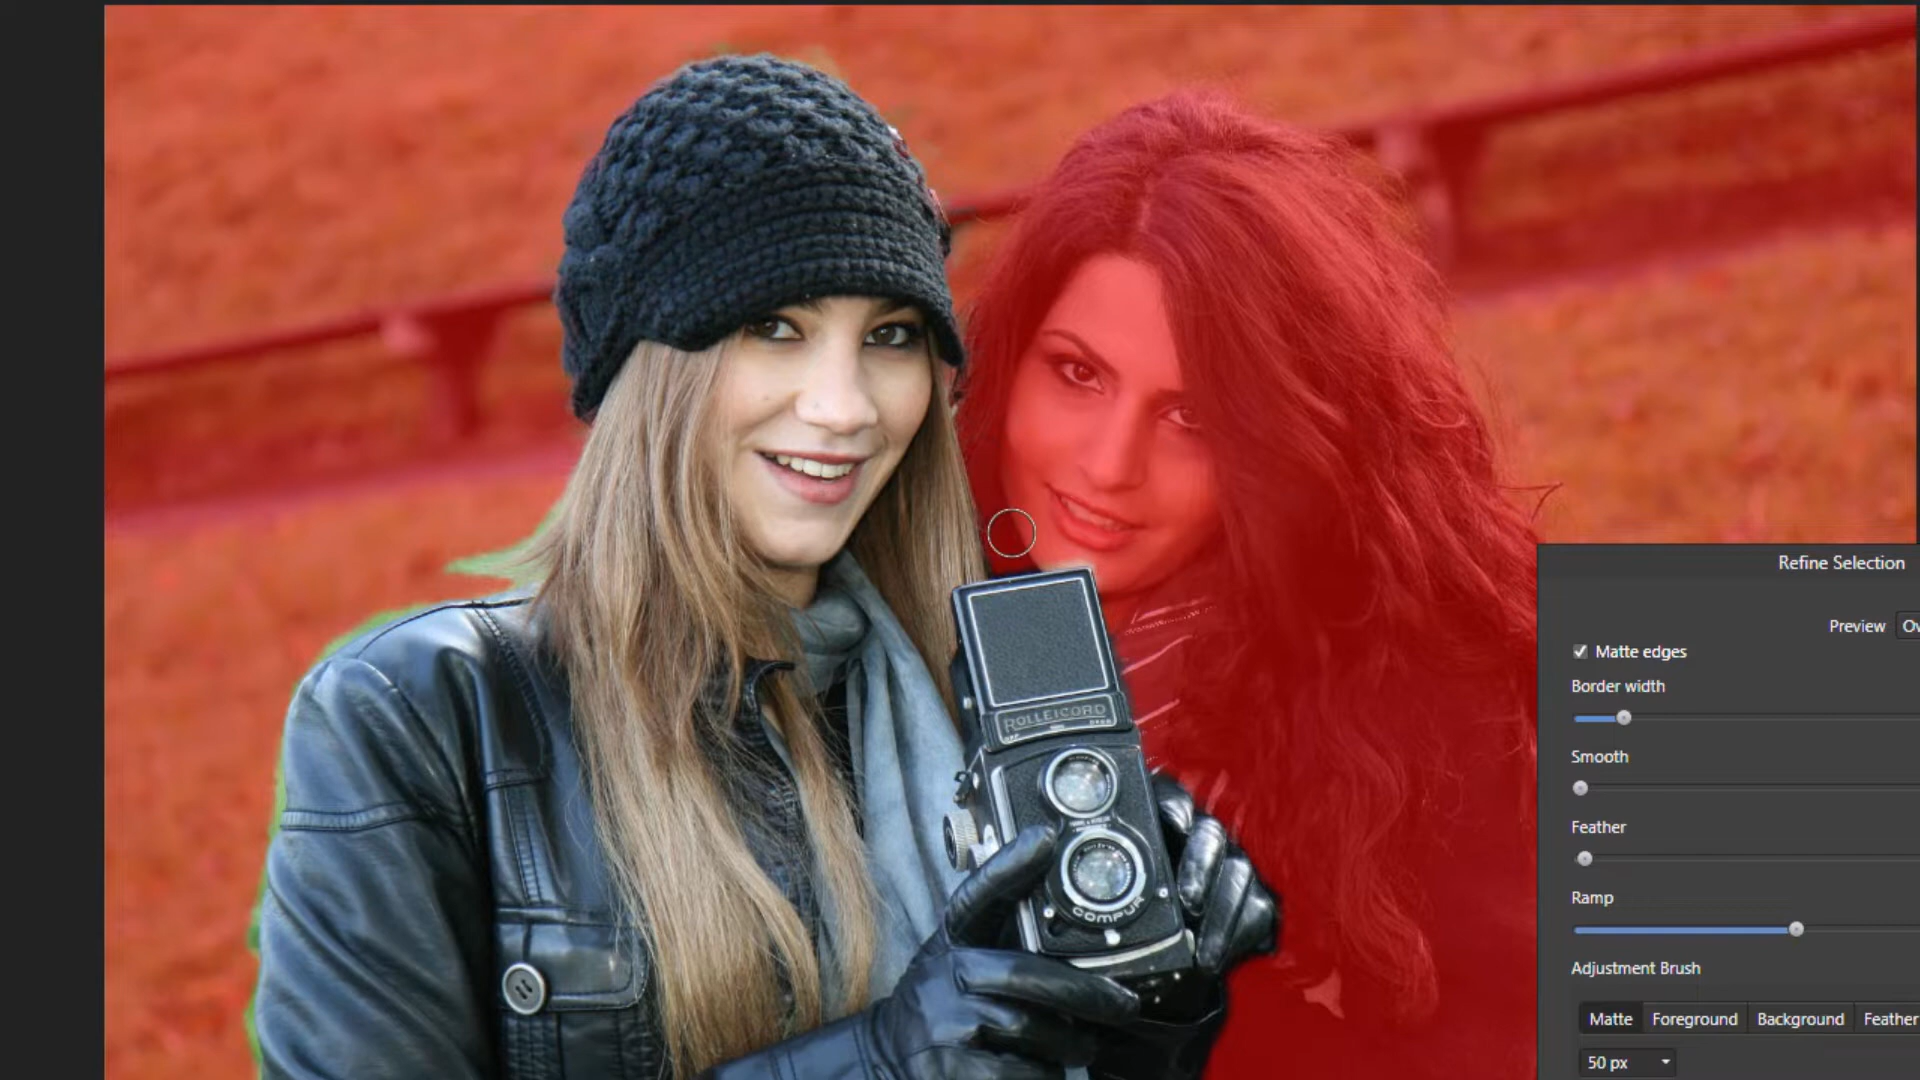 Refine Selection
Preview
Matte edges
Border width
Smooth
Feather
Ramp
Adjustment Brush
Matte Foreground Background Feather
50 px
ROLLEICORD
COMPUR